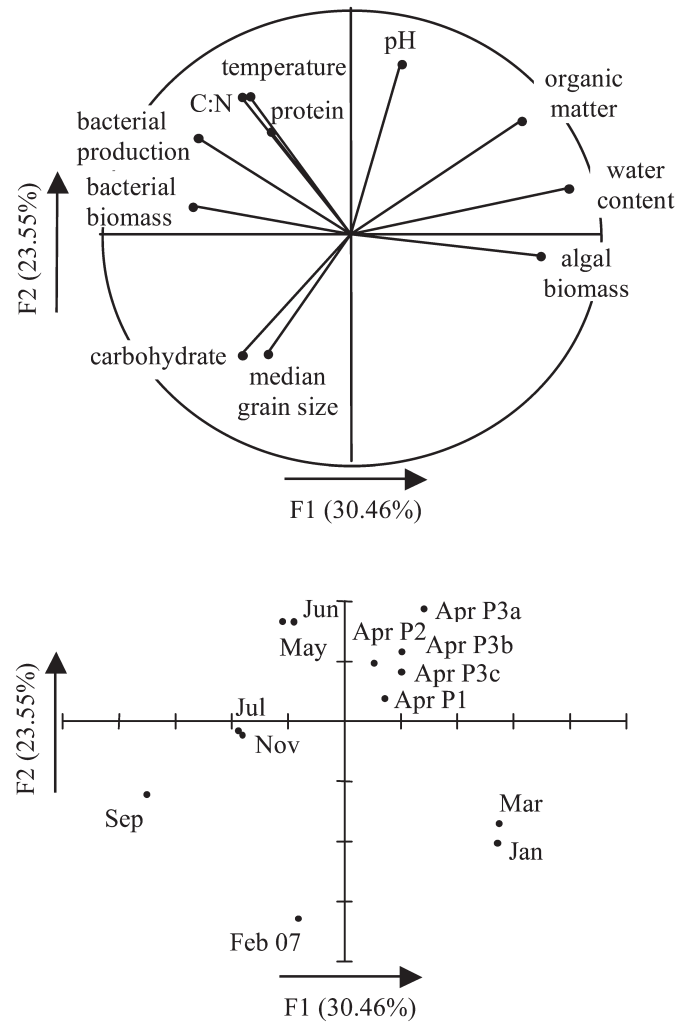 pH
temperature
C:N
protein
organic
matter
bacterial
production
water
content
bacterial
biomass
algal
biomass
carbohydrate
median
grain size
F2 (23.55%)
F1 (30.46%)
Jun
Apr P3a
May
Apr P2
Apr P3b
Apr P3c
Apr P1
Jul
Nov
Sep
Mar
Jan
Feb 07
F2 (23.55%)
F1 (30.46%)